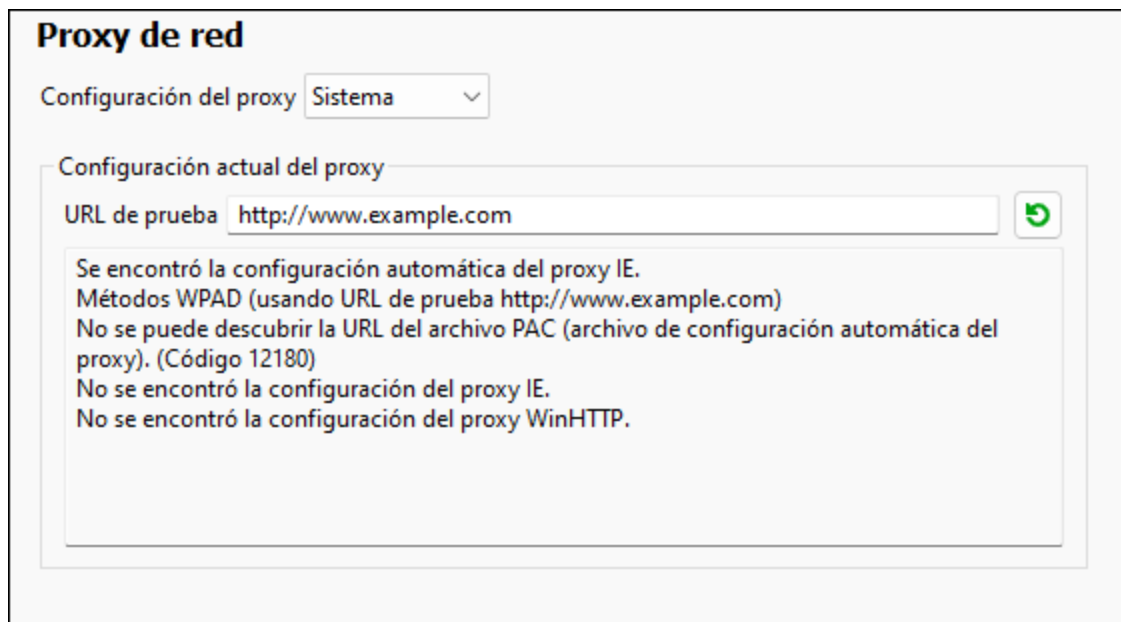 Proxy de red
Configuración del proxy Sistema
Configuración actual del proxy
URL de prueba http://www.example.com
Se encontró la configuración automática del proxy IE.
Métodos WPAD (usando URL de prueba http://www.example.com)
No se puede descubrir la URL del archivo PAC (archivo de configuración automática del
proxy). (Código 12180)
No se encontró la configuración del proxy IE.
No se encontró la configuración del proxy WinHTTP.